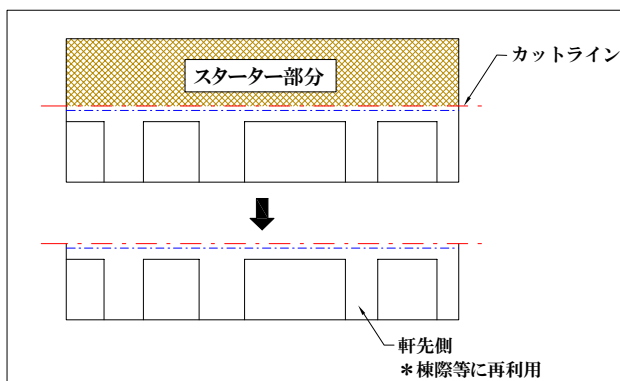 カットライン
スターター部分
軒先側
＊棟際等に再利用